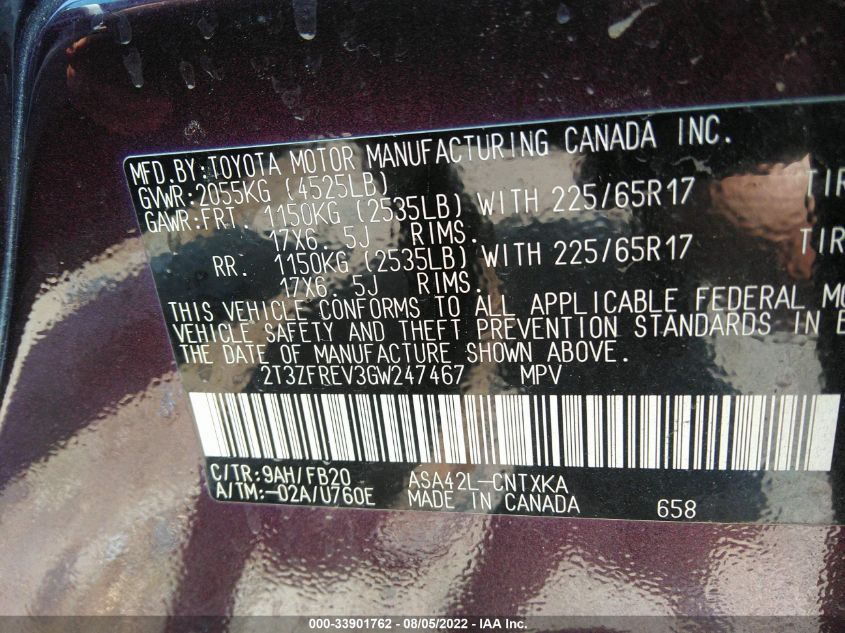 MFD.BY:TOYOTA MOTOR MANUFACTURING CANADA INC.
GVWR:2055KG (4525LB)
GAWR:FRT. 1150KG (2535LB) WITH 225/65R17 TIR
17X6.5J RIMS.
RR. 1150KG (2535LB) WITH 225/65R17 TIR
17X6.5J RIMS.
THIS VEHICLE CONFORMS TO ALL APPLICABLE FEDERAL MO
VEHICLE SAFETY AND THEFT PREVENTION STANDARDS IN E
THE DATE OF MANUFACTURE SHOWN ABOVE.
2T3ZFREV3GW247467 MPV
C/TR:9AH/FB20 ASA42L-CNTXKA
A/TM:-02A/U760E MADE IN CANADA 658
000-33901762 - 08/05/2022 - IAA Inc.